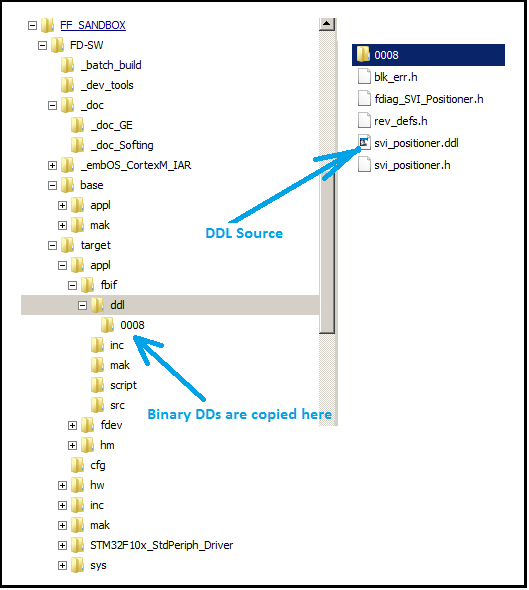 FF_SANDBOX
FD-SW
_batch_build
_dev_tools
_doc
_doc_GE
_doc_Softing
_embOS_CortexM_IAR
base
appl
mak
target
appl
fbif
ddl
0008
inc
mak
script
src
fdev
hm
cfg
hw
inc
mak
STM32F10x_StdPeriph_Driver
sys
0008
blk_err.h
fdiag_SVI_Positioner.h
rev_defs.h
svi_positioner.ddl
svi_positioner.h
DDL Source
Binary DDs are copied here